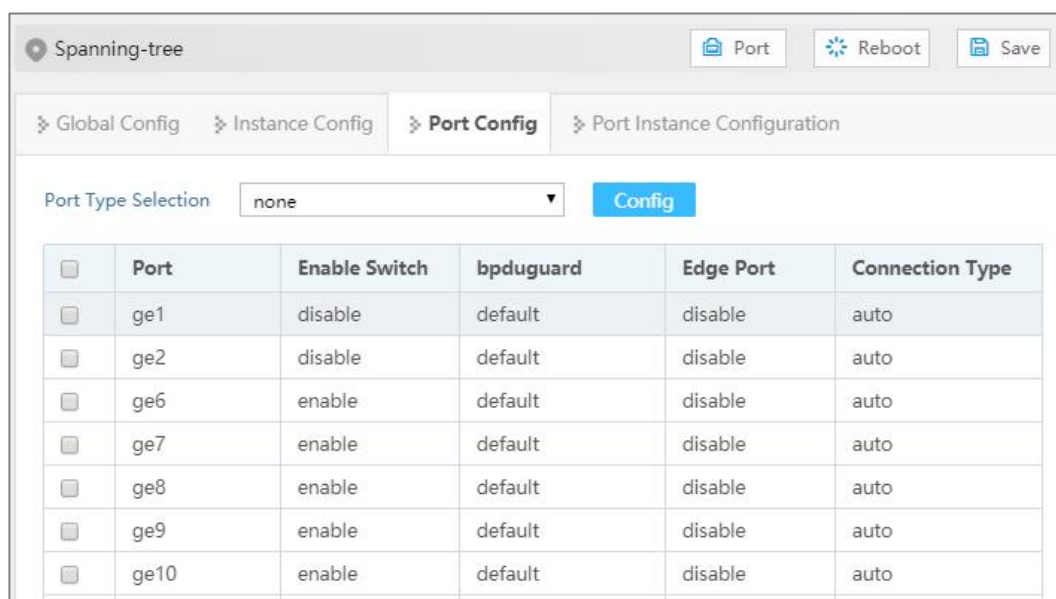 Spanning-tree Port Reboot Save
Global Config Instance Config Port Config Port Instance Configuration
Port Type Selection none Config
Port Enable Switch bpduguard Edge Port Connection Type
ge1 disable default disable auto
ge2 disable default disable auto
ge6 enable default disable auto
ge7 enable default disable auto
ge8 enable default disable auto
ge9 enable default disable auto
ge10 enable default disable auto